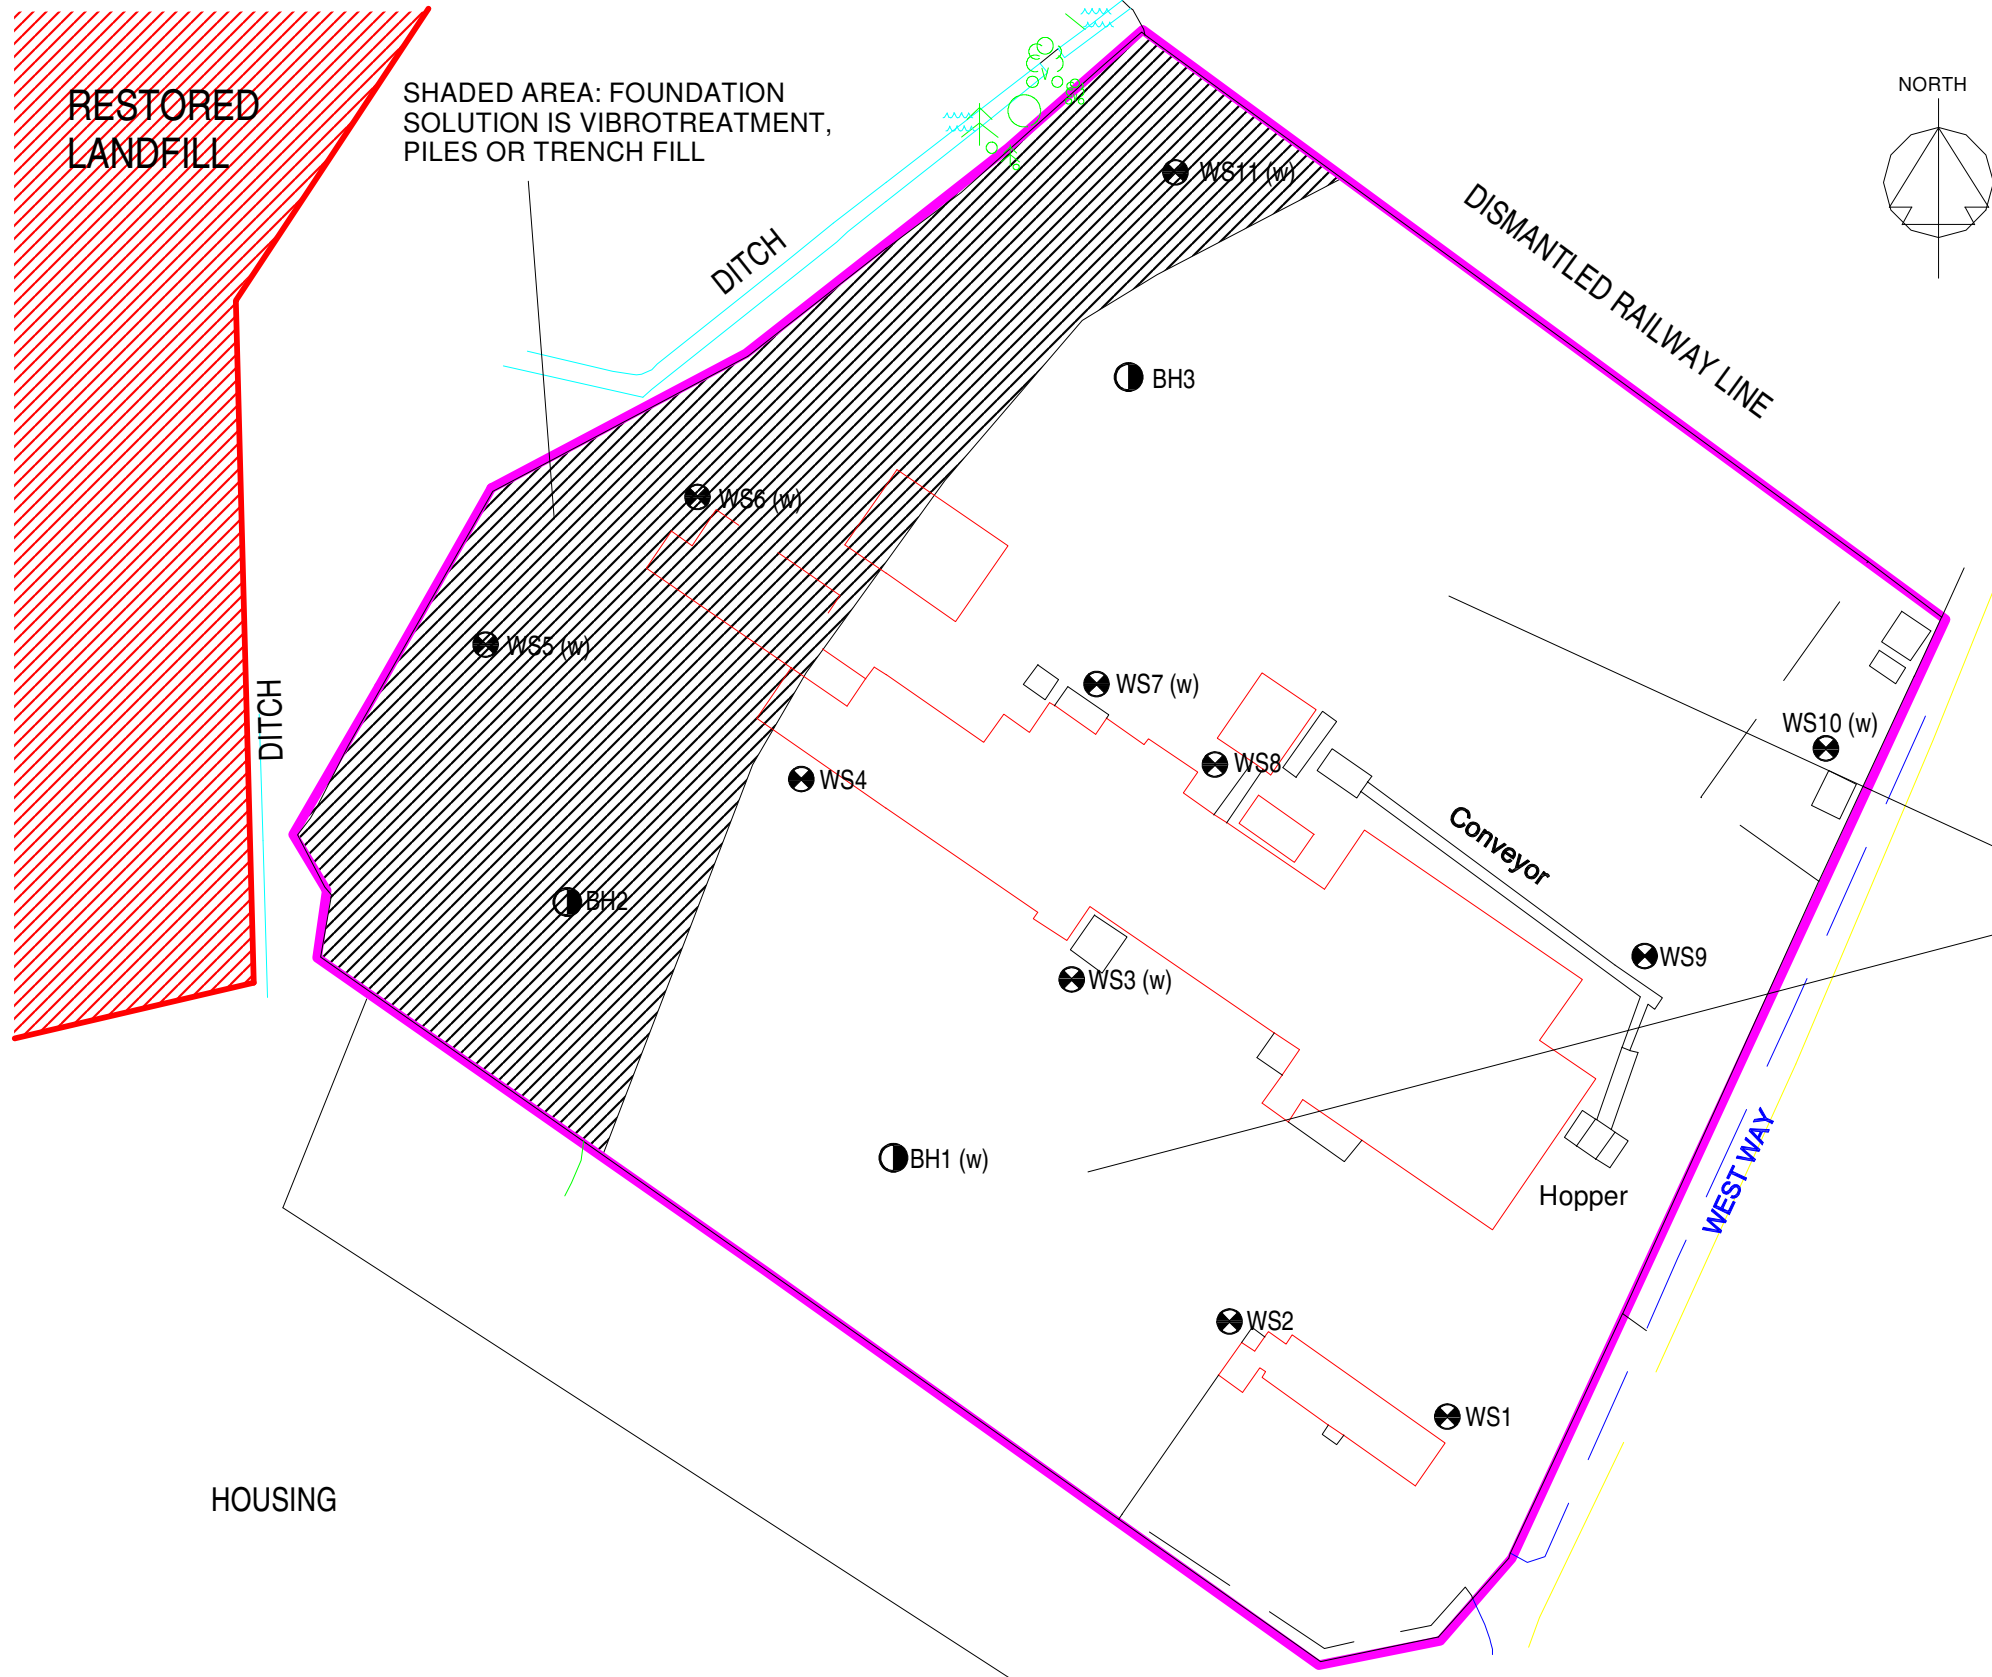 RESTORED
LANDFILL
SHADED AREA: FOUNDATION
SOLUTION IS VIBROTREATMENT,
PILES OR TRENCH FILL
NORTH
WS11 (w)
DITCH
DISMANTLED RAILWAY LINE
BH3
WS6 (w)
WS5 (w)
DITCH
WS7 (w)
WS10 (w)
WS8
WS4
Conveyor
BH2
WS9
WS3 (w)
BH1 (w)
WEST WAY
Hopper
WS2
WS1
HOUSING